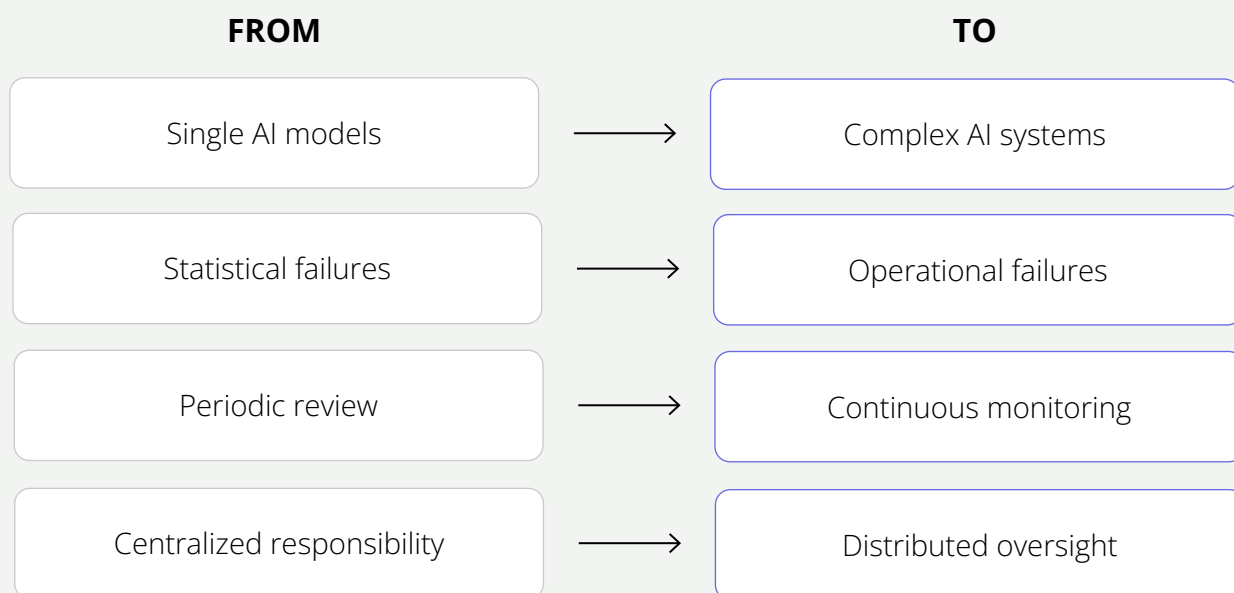 FROM
TO
Single AI models
Complex AI systems
Statistical failures
Operational failures
Periodic review
Continuous monitoring
Centralized responsibility
Distributed oversight